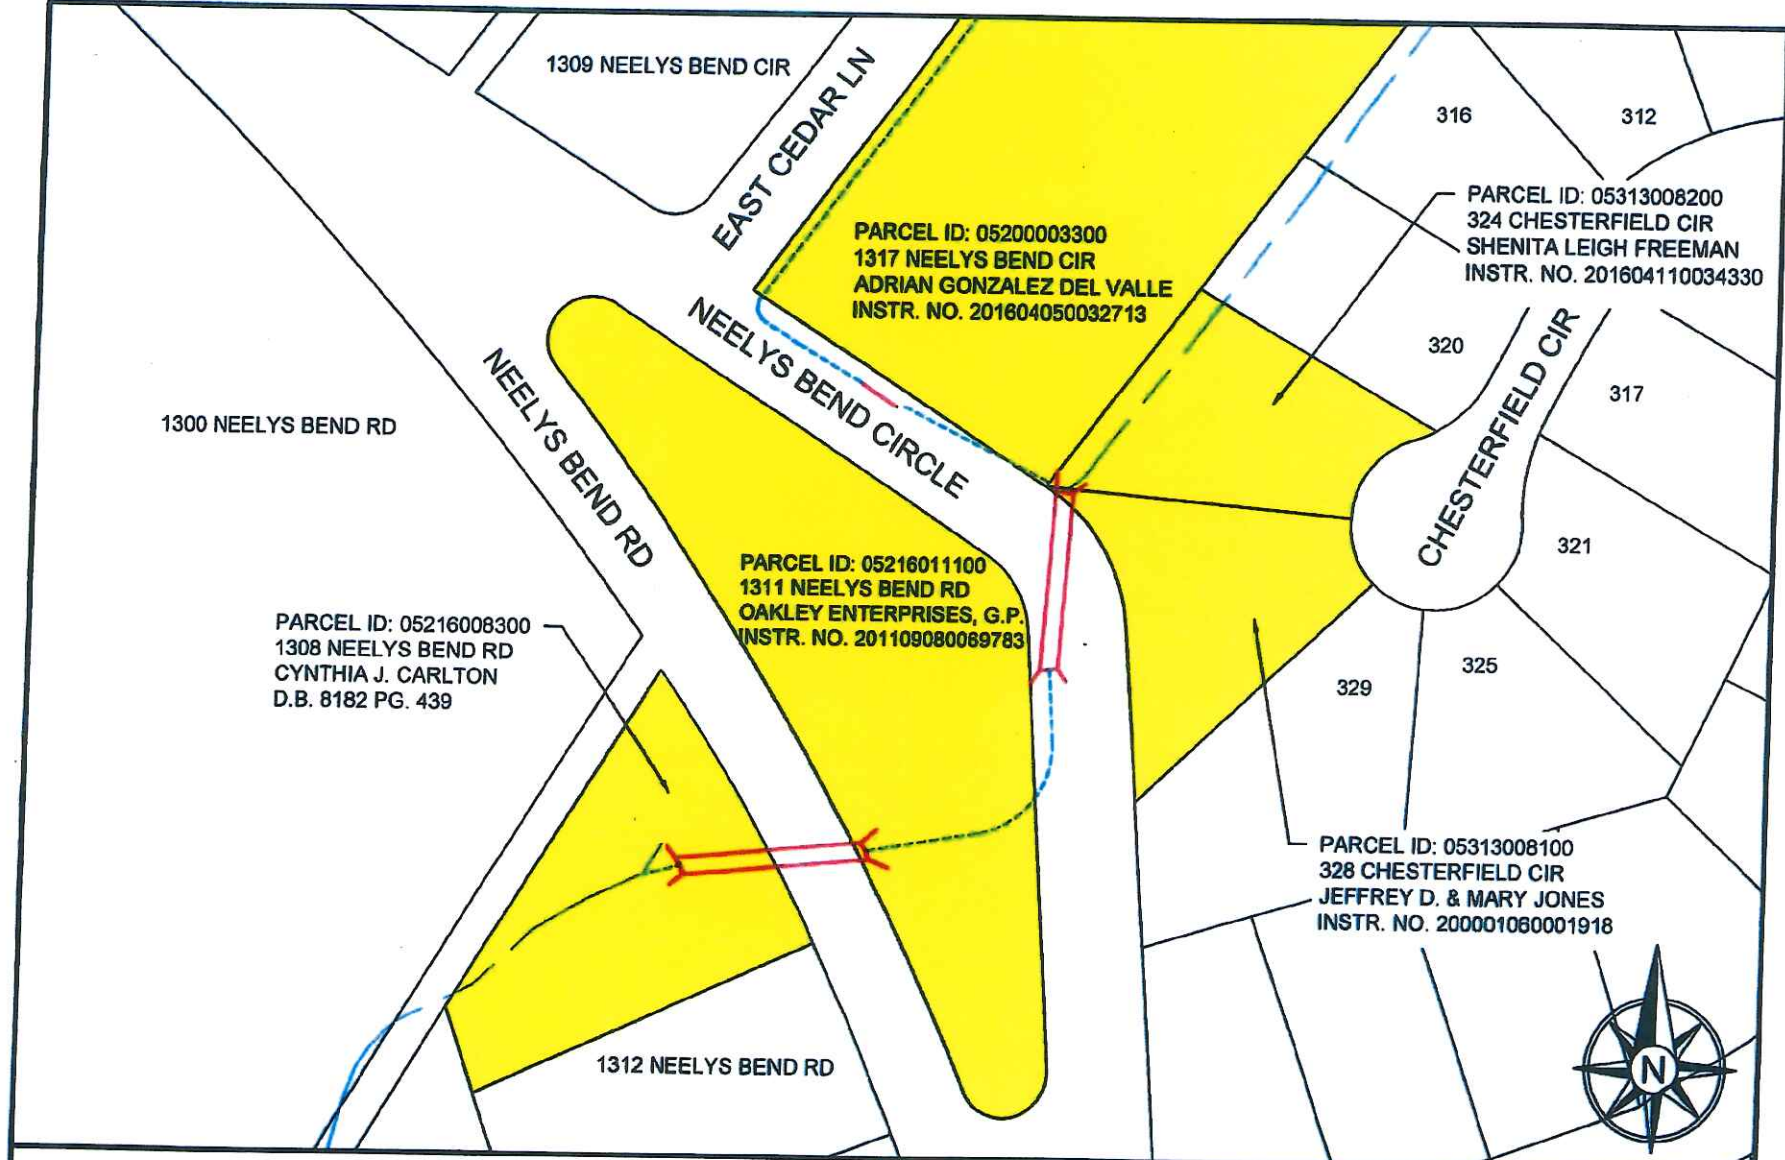 1309 NEELYS BEND CIR
EAST CEDAR LN
316
312
PARCEL ID: 05313008200
324 CHESTERFIELD CIR
SHENITA LEIGH FREEMAN
INSTR. NO. 201604110034330
PARCEL ID: 05200003300
1317 NEELYS BEND CIR
ADRIAN GONZALEZ DEL VALLE
INSTR. NO. 201604050032713
NEELYS BEND CIRCLE
320
CHESTERFIELD CIR
317
1300 NEELYS BEND RD
NEELYS BEND RD
321
PARCEL ID: 05216011100
1311 NEELYS BEND RD
OAKLEY ENTERPRISES, G.P.
INSTR. NO. 201109080069783
PARCEL ID: 05216008300
1308 NEELYS BEND RD
CYNTHIA J. CARLTON
D.B. 8182 PG. 439
329
325
PARCEL ID: 05313008100
328 CHESTERFIELD CIR
JEFFREY D. & MARY JONES
INSTR. NO. 200001060001918
1312 NEELYS BEND RD
N